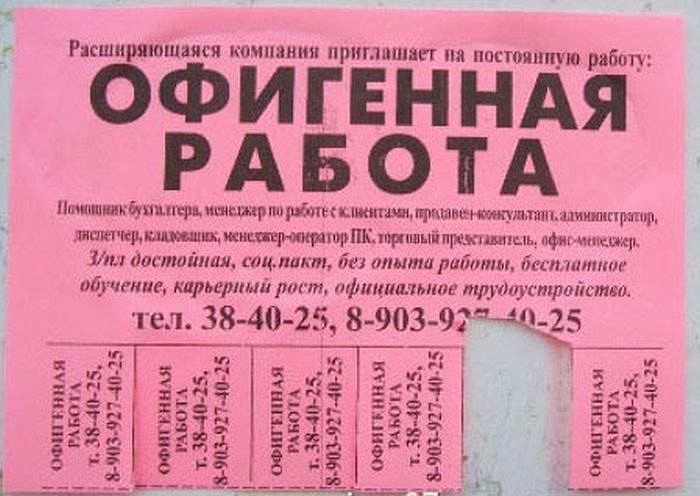 Расширяющаяся компания приглашает на постоянную работу:
ОФИГЕННАЯ
РАБОТА
Помощник бухгалтера, менеджер по работе с клиентами, продавец-консультант, администратор,
диспетчер, кладовщик, менеджер-оператор ПК, торговый представитель, офис-менеджер.
З/пл достойная, соц.пакт, без опыта работы, бесплатное
обучение, карьерный рост, официальное трудоустройство.
тел. 38-40-25, 8-903-927-40-25
ОФИГЕННАЯ
РАБОТА
т. 38-40-25,
8-903-927-40-25
ОФИГЕННАЯ
РАБОТА
т. 38-40-25,
8-903-927-40-25
ОФИГЕННАЯ
РАБОТА
т. 38-40-25,
8-903-927-40-25
ОФИГЕННАЯ
РАБОТА
т. 38-40-25,
8-903-927-40-25
ОФИГЕННАЯ
РАБОТА
т. 38-40-25,
8-903-927-40-25